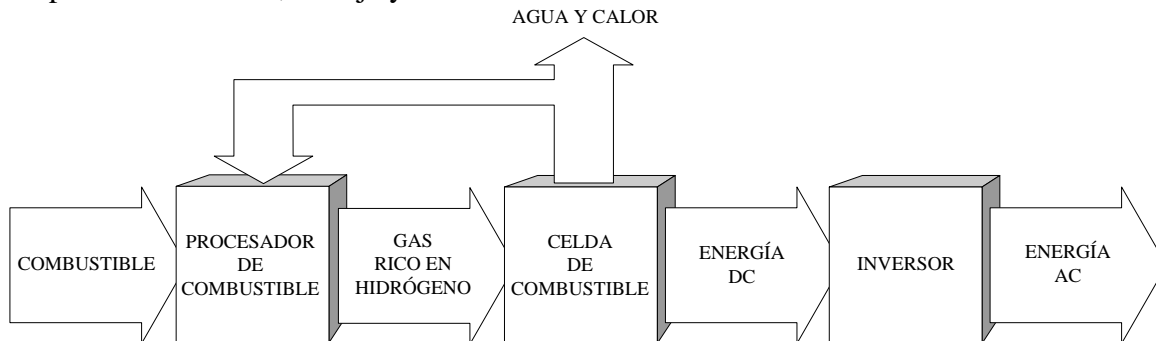 AGUA Y CALOR
COMBUSTIBLE
PROCESADOR
DE
COMBUSTIBLE
GAS
RICO EN
HIDRÓGENO
CELDA
DE
COMBUSTIBLE
ENERGÍA
DC
INVERSOR
ENERGÍA
AC